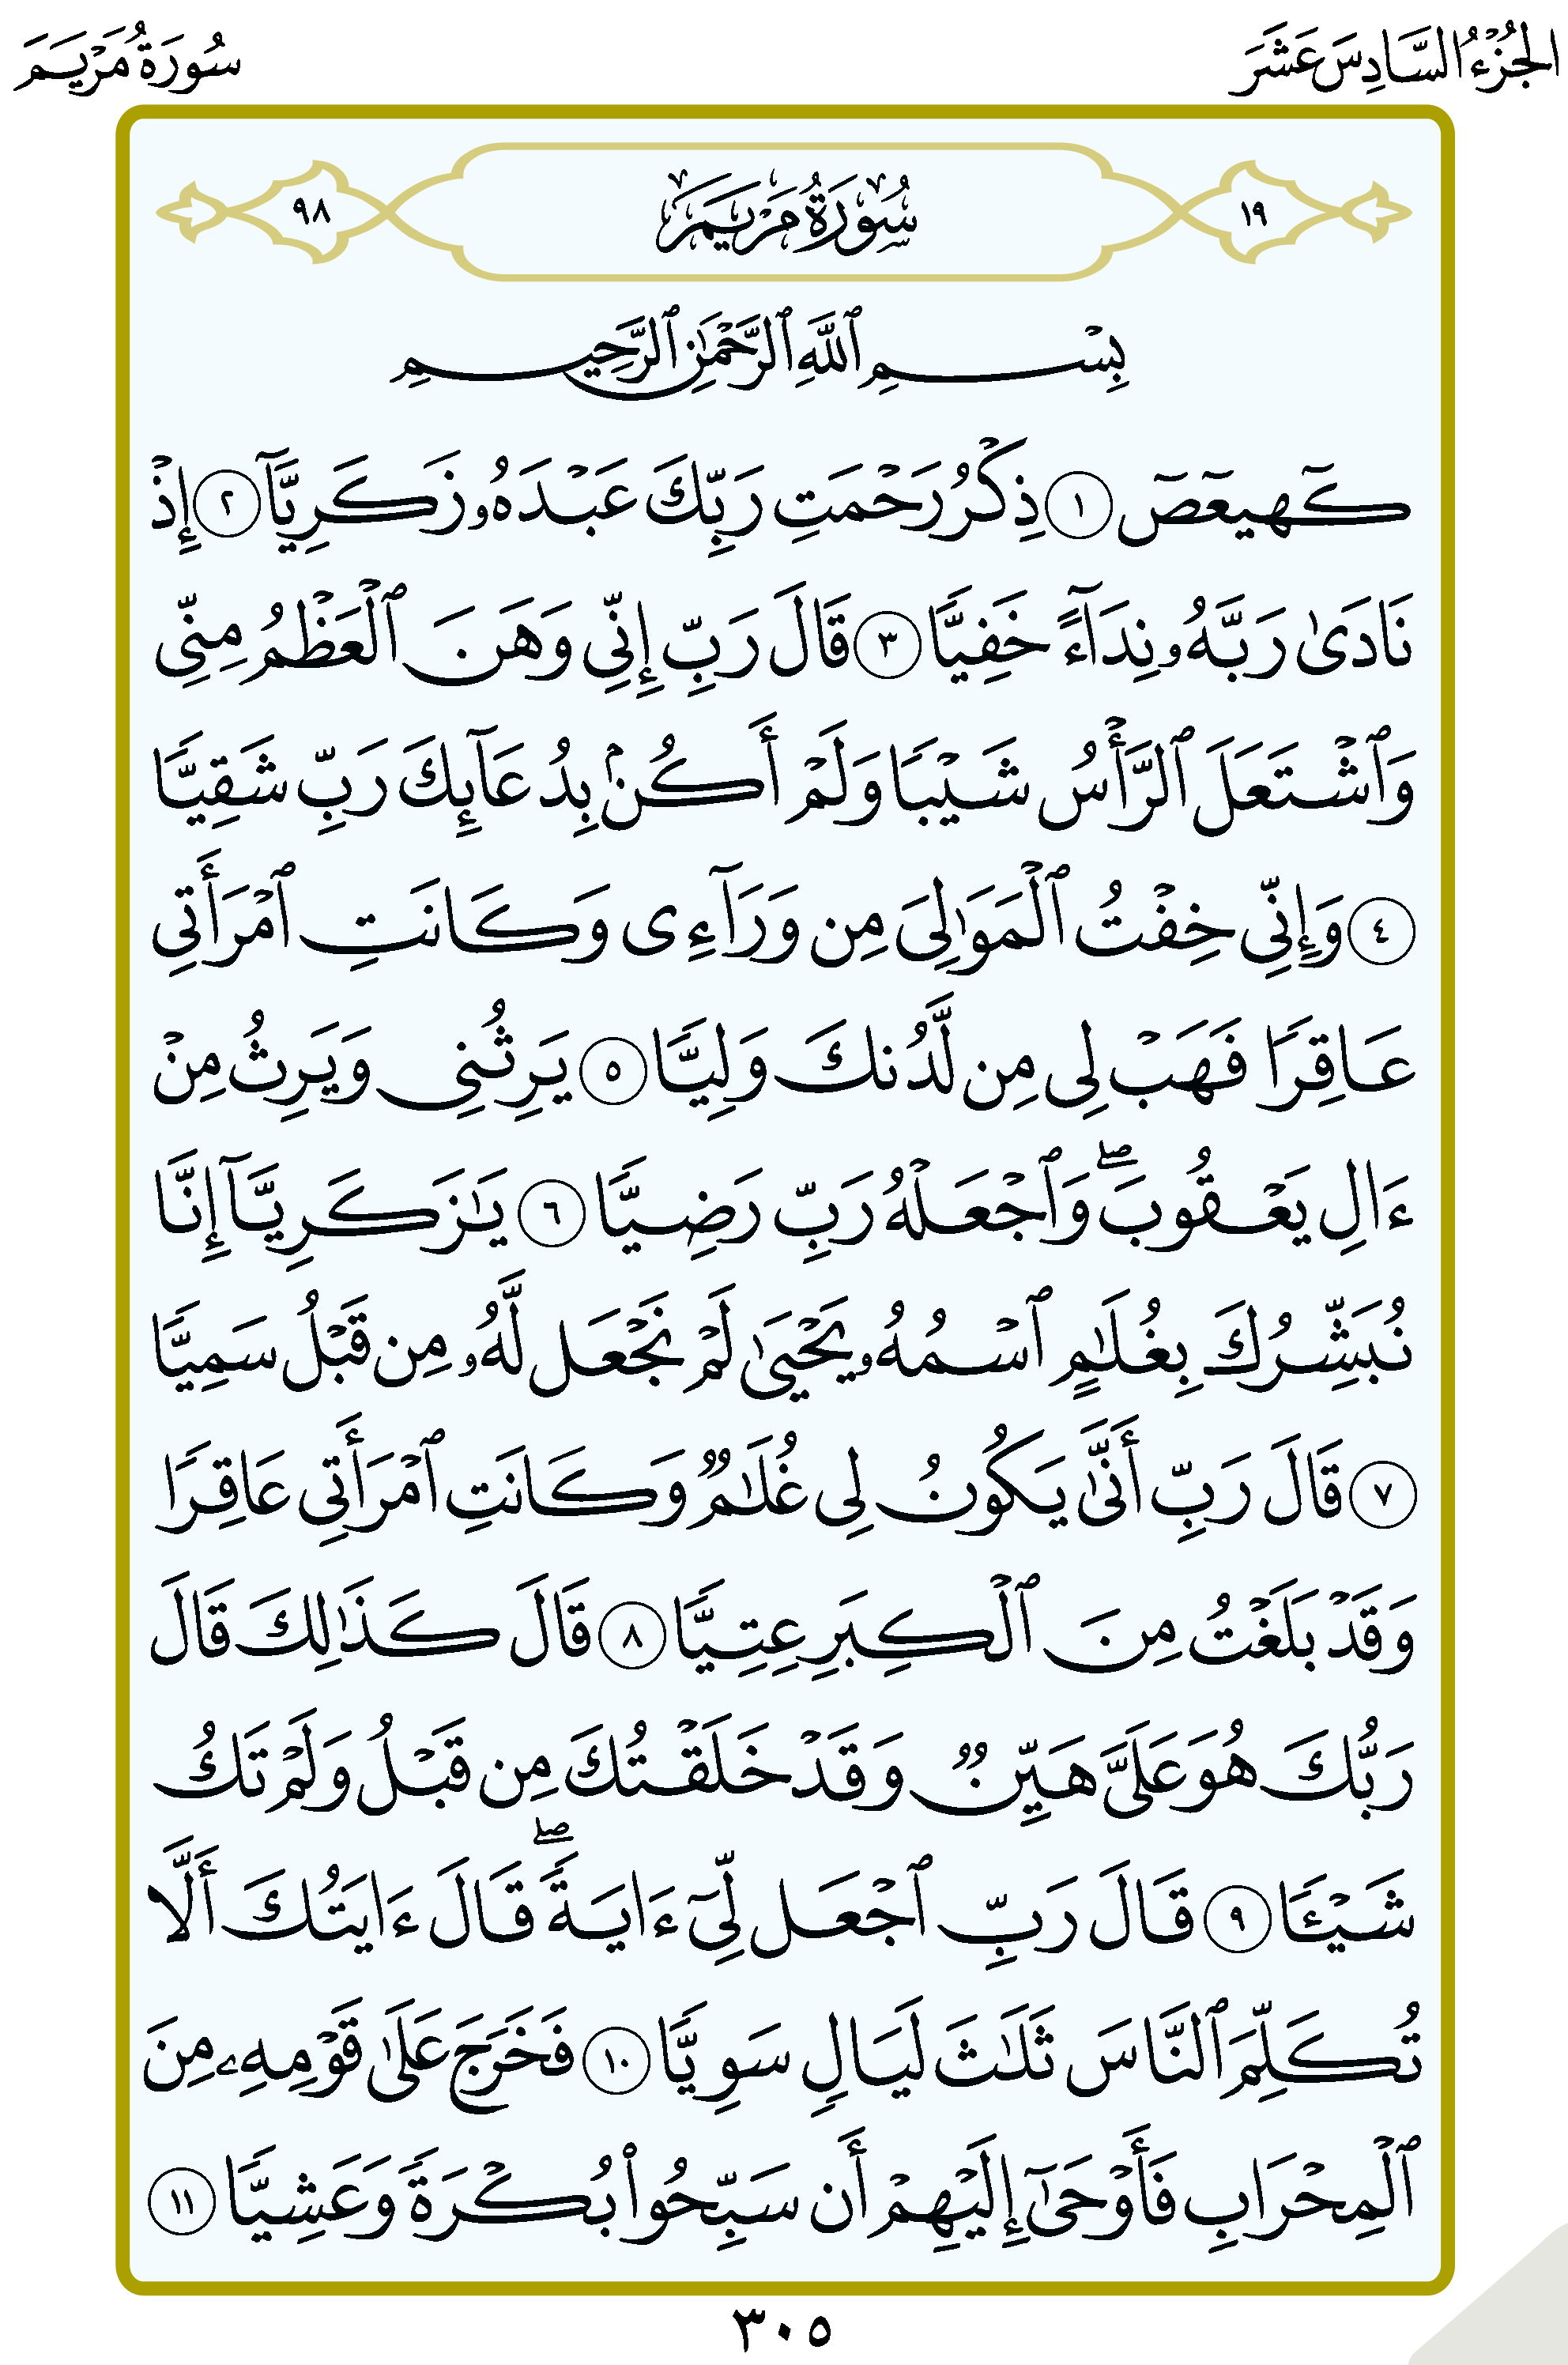 الجُزْءُ السَّادِسَ عَشَرَ
سُورَةُ مَرْيَمَ
١٩
سُورَةُ مَرْيَمَ
٩٨
بِسْمِ ٱللَّهِ ٱلرَّحْمَٰنِ ٱلرَّحِيمِ
كٓهيعٓصٓ ١ ذِكْرُ رَحْمَتِ رَبِّكَ عَبْدَهُۥ زَكَرِيَّآ ٢ إِذْ
نَادَىٰ رَبَّهُۥ نِدَآءً خَفِيًّا ٣ قَالَ رَبِّ إِنِّى وَهَنَ ٱلْعَظْمُ مِنِّى
وَٱشْتَعَلَ ٱلرَّأْسُ شَيْبًا وَلَمْ أَكُنۢ بِدُعَآئِكَ رَبِّ شَقِيًّا
٤ وَإِنِّى خِفْتُ ٱلْمَوَٰلِىَ مِن وَرَآءِى وَكَانَتِ ٱمْرَأَتِى
عَاقِرًا فَهَبْ لِى مِن لَّدُنكَ وَلِيًّا ٥ يَرِثُنِى وَيَرِثُ مِنْ
ءَالِ يَعْقُوبَ ۖ وَٱجْعَلْهُ رَبِّ رَضِيًّا ٦ يَٰزَكَرِيَّآ إِنَّا
نُبَشِّرُكَ بِغُلَٰمٍ ٱسْمُهُۥ يَحْيَىٰ لَمْ نَجْعَل لَّهُۥ مِن قَبْلُ سَمِيًّا
٧ قَالَ رَبِّ أَنَّىٰ يَكُونُ لِى غُلَٰمٌ وَكَانَتِ ٱمْرَأَتِى عَاقِرًا
وَقَدْ بَلَغْتُ مِنَ ٱلْكِبَرِ عِتِيًّا ٨ قَالَ كَذَٰلِكَ قَالَ
رَبُّكَ هُوَ عَلَىَّ هَيِّنٌ وَقَدْ خَلَقْتُكَ مِن قَبْلُ وَلَمْ تَكُ
شَيْـًٔا ٩ قَالَ رَبِّ ٱجْعَل لِّىٓ ءَايَةً ۖ قَالَ ءَايَتُكَ أَلَّا
تُكَلِّمَ ٱلنَّاسَ ثَلَٰثَ لَيَالٍ سَوِيًّا ١٠ فَخَرَجَ عَلَىٰ قَوْمِهِۦ مِنَ
ٱلْمِحْرَابِ فَأَوْحَىٰٓ إِلَيْهِمْ أَن سَبِّحُوا۟ بُكْرَةً وَعَشِيًّا ١١
٣٠٥